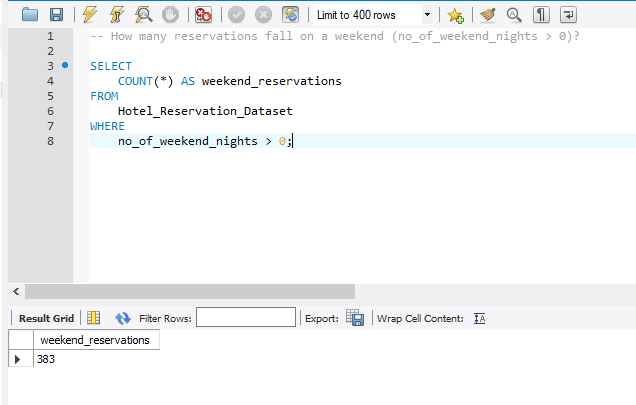 Limit to 400 rows
1 -- How many reservations fall on a weekend (no_of_weekend_nights > 0)?
2
3 SELECT
4 COUNT(*) AS weekend_reservations
5 FROM
6 Hotel_Reservation_Dataset
7 WHERE
8 no_of_weekend_nights > 0;
Result Grid Filter Rows: Export: Wrap Cell Content: IA
weekend_reservations
383